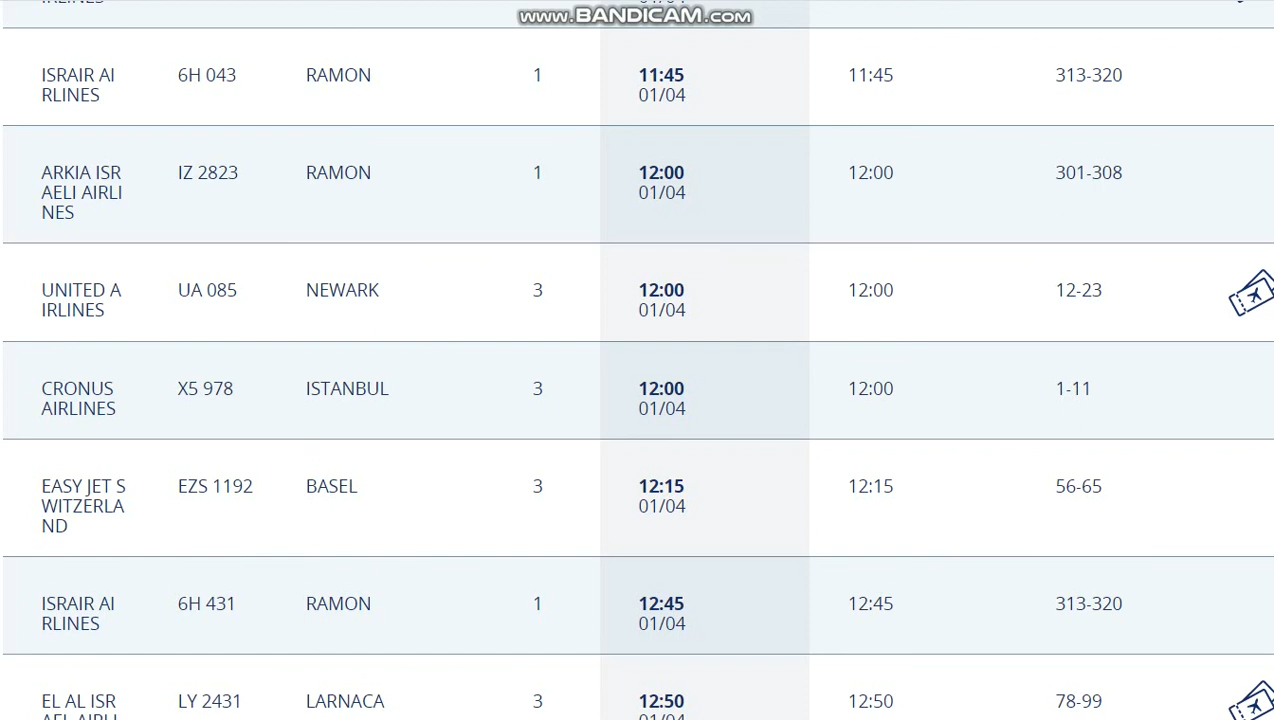 www.BANDICAM.com
ISRAIR AI
RLINES
6H 043
RAMON
1
11:45
01/04
11:45
313-320
ARKIA ISR
AELI AIRLI
NES
IZ 2823
RAMON
1
12:00
01/04
12:00
301-308
UNITED A
IRLINES
UA 085
NEWARK
3
12:00
01/04
12:00
12-23
CRONUS
AIRLINES
X5 978
ISTANBUL
3
12:00
01/04
12:00
1-11
EASY JET S
WITZERLA
ND
EZS 1192
BASEL
3
12:15
01/04
12:15
56-65
ISRAIR AI
RLINES
6H 431
RAMON
1
12:45
01/04
12:45
313-320
EL AL ISR
LY 2431
LARNACA
3
12:50
12:50
78-99